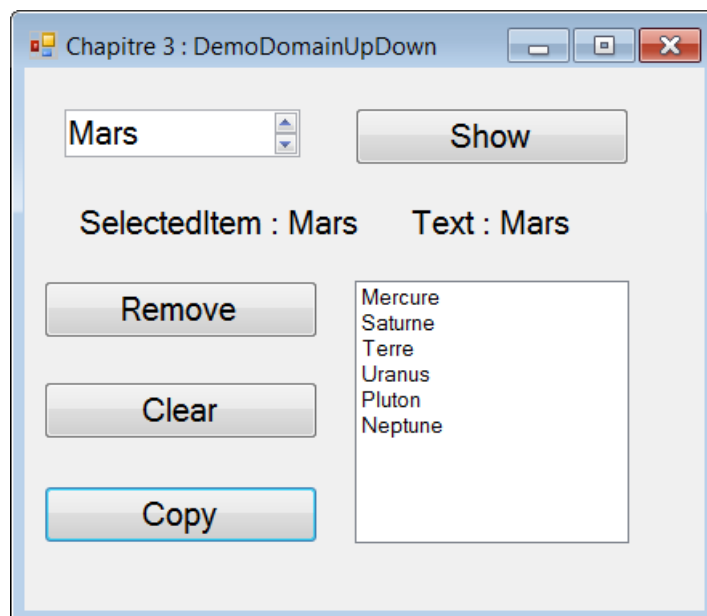 Chapitre 3 : DemoDomainUpDown
Mars
Show
SelectedItem : Mars
Text : Mars
Remove
Mercure
Saturne
Terre
Uranus
Pluton
Neptune
Clear
Copy